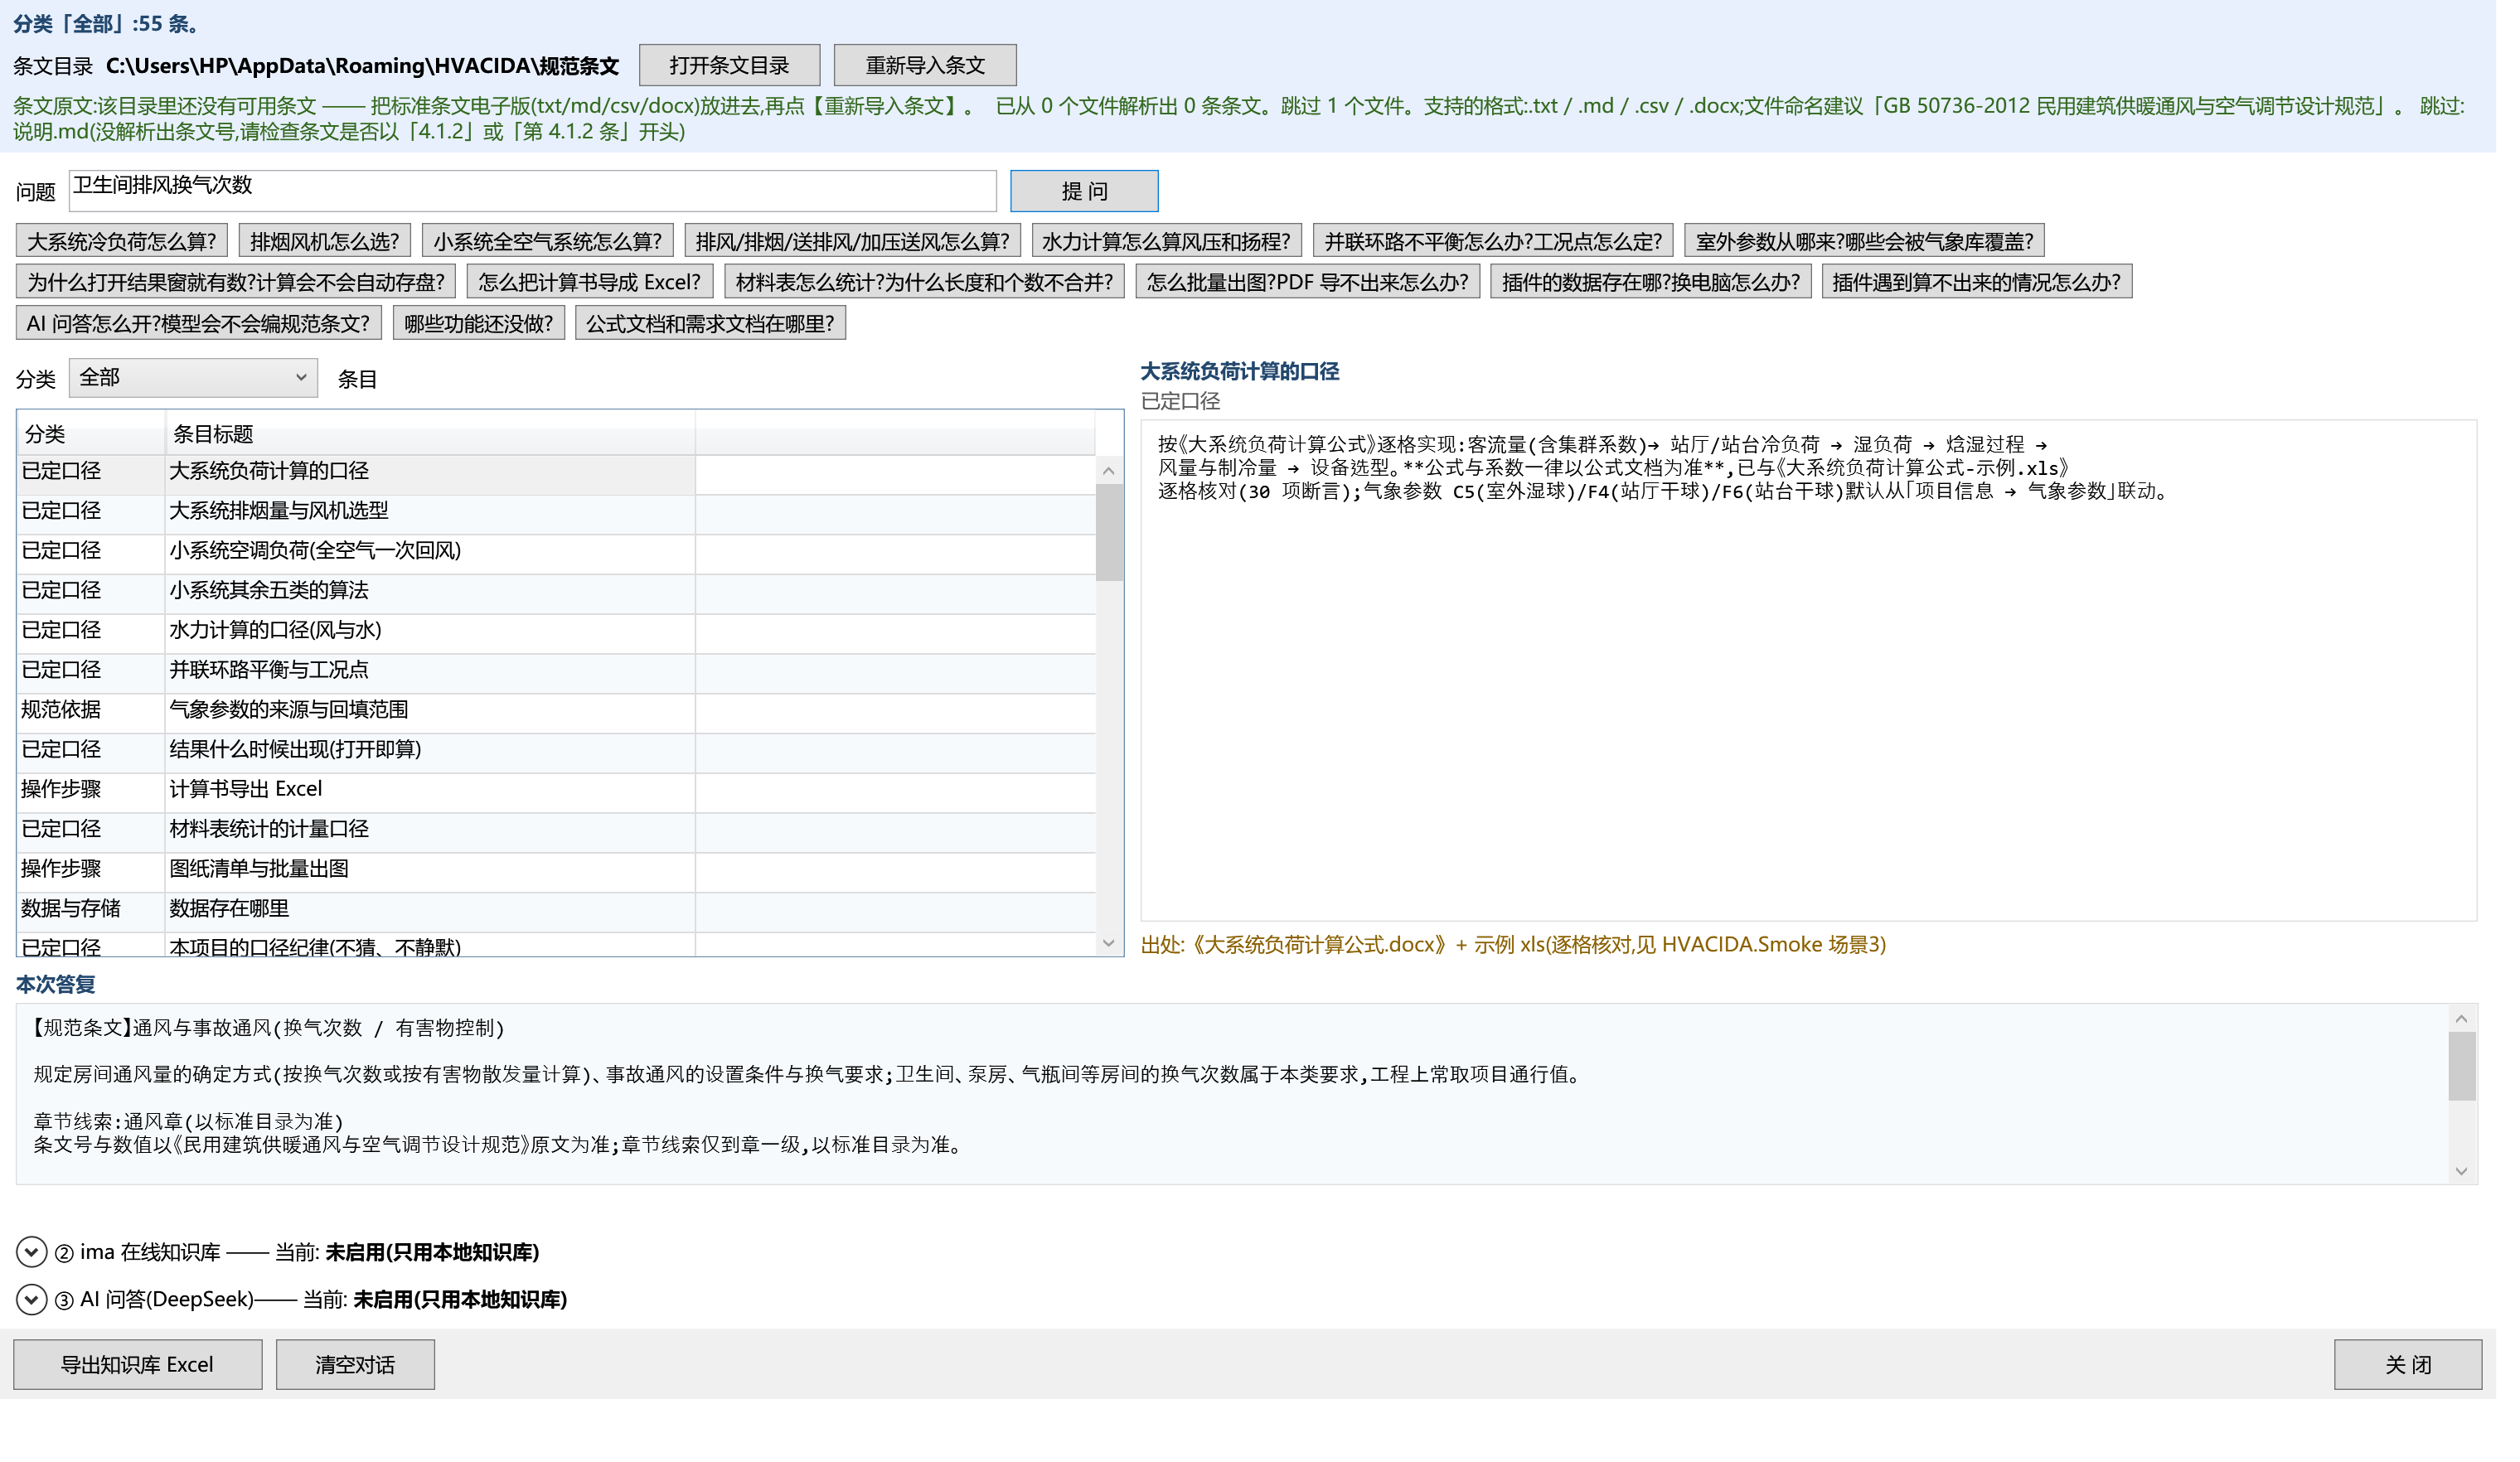 分类「全部」:55 条。
条文目录 C:\Users\HP\AppData\Roaming\HVACIDA\规范条文 打开条文目录 重新导入条文
条文原文:该目录里还没有可用条文 —— 把标准条文电子版(txt/md/csv/docx)放进去,再点【重新导入条文】。 已从 0 个文件解析出 0 条条文。跳过 1 个文件。支持的格式:.txt / .md / .csv / .docx;文件命名建议「GB 50736-2012 民用建筑供暖通风与空气调节设计规范」。 跳过:
说明.md(没解析出条文号,请检查条文是否以「4.1.2」或「第 4.1.2 条」开头)
问题 卫生间排风换气次数 提 问
大系统冷负荷怎么算? 排烟风机怎么选? 小系统全空气系统怎么算? 排风/排烟/送排风/加压送风怎么算? 水力计算怎么算风压和扬程? 并联环路不平衡怎么办?工况点怎么定? 室外参数从哪来?哪些会被气象库覆盖?
为什么打开结果窗就有数?计算会不会自动存盘? 怎么把计算书导成 Excel? 材料表怎么统计?为什么长度和个数不合并? 怎么批量出图?PDF 导不出来怎么办? 插件的数据存在哪?换电脑怎么办? 插件遇到算不出来的情况怎么办?
AI 问答怎么开?模型会不会编规范条文? 哪些功能还没做? 公式文档和需求文档在哪里?
分类 全部 条目
分类 条目标题
已定口径 大系统负荷计算的口径
已定口径 大系统排烟量与风机选型
已定口径 小系统空调负荷(全空气一次回风)
已定口径 小系统其余五类的算法
已定口径 水力计算的口径(风与水)
已定口径 并联环路平衡与工况点
规范依据 气象参数的来源与回填范围
已定口径 结果什么时候出现(打开即算)
操作步骤 计算书导出 Excel
已定口径 材料表统计的计量口径
操作步骤 图纸清单与批量出图
数据与存储 数据存在哪里
已定口径 本项目的口径纪律(不猜、不静默)
大系统负荷计算的口径
已定口径
按《大系统负荷计算公式》逐格实现:客流量(含集群系数)→ 站厅/站台冷负荷 → 湿负荷 → 焓湿过程 →
风量与制冷量 → 设备选型。**公式与系数一律以公式文档为准**,已与《大系统负荷计算公式-示例.xls》
逐格核对(30 项断言);气象参数 C5(室外湿球)/F4(站厅干球)/F6(站台干球)默认从「项目信息 → 气象参数」联动。
出处:《大系统负荷计算公式.docx》+ 示例 xls(逐格核对,见 HVACIDA.Smoke 场景3)
本次答复
【规范条文】通风与事故通风(换气次数 / 有害物控制)
规定房间通风量的确定方式(按换气次数或按有害物散发量计算)、事故通风的设置条件与换气要求;卫生间、泵房、气瓶间等房间的换气次数属于本类要求,工程上常取项目通行值。
章节线索:通风章(以标准目录为准)
条文号与数值以《民用建筑供暖通风与空气调节设计规范》原文为准;章节线索仅到章一级,以标准目录为准。
② ima 在线知识库 —— 当前: 未启用(只用本地知识库)
③ AI 问答(DeepSeek)—— 当前: 未启用(只用本地知识库)
导出知识库 Excel 清空对话 关 闭